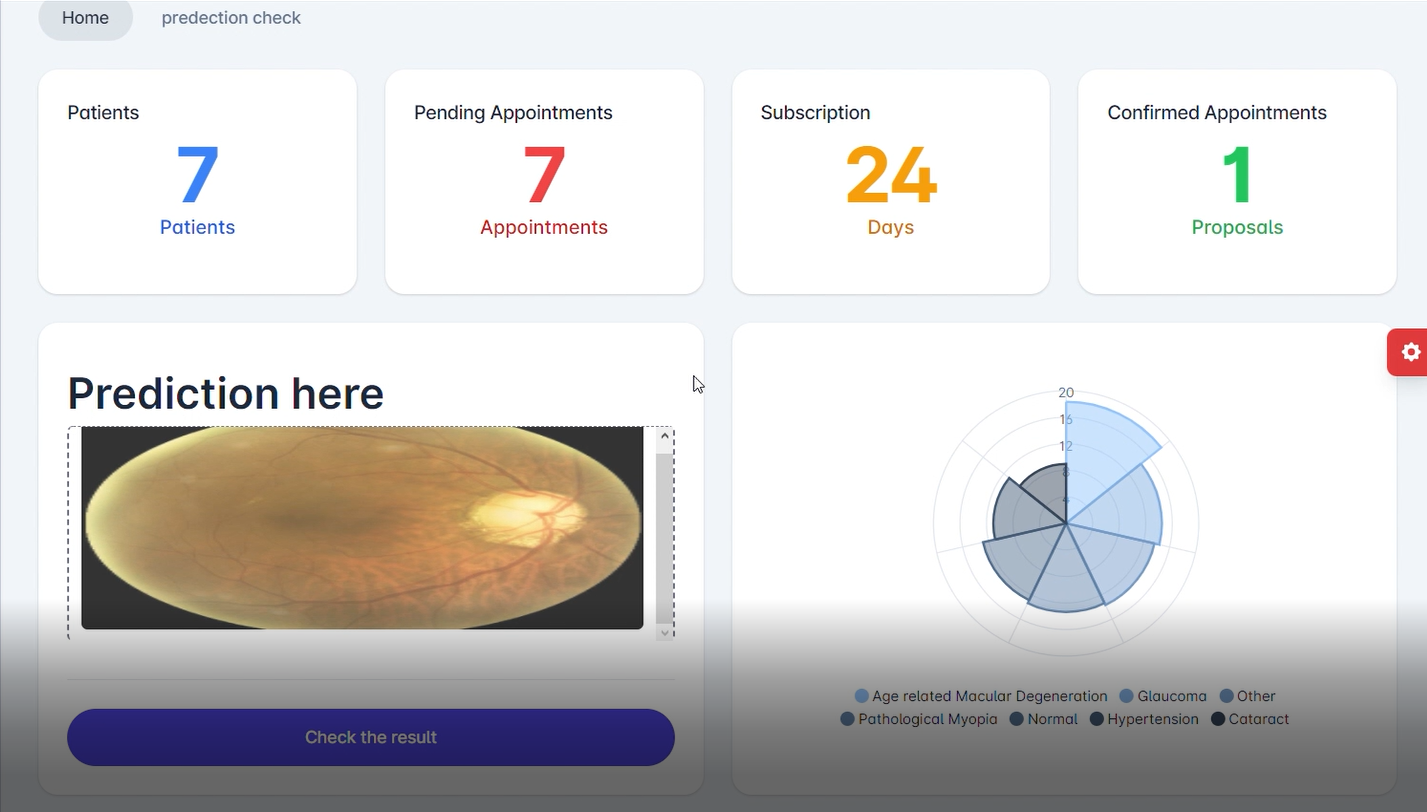 Home predection check
Patients
7
Patients
Pending Appointments
7
Appointments
Subscription
24
Days
Confirmed Appointments
1
Proposals
Prediction here
Check the result
20
16
12
8
4
Age related Macular Degeneration Glaucoma Other
Pathological Myopia Normal Hypertension Cataract